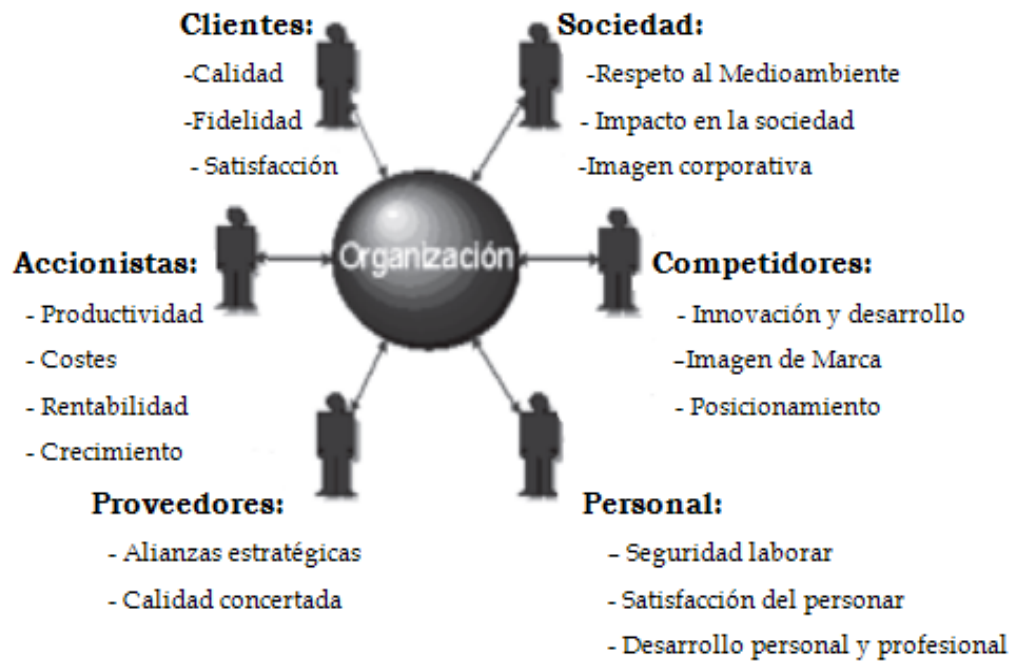 Clientes:
-Calidad
-Fidelidad
- Satisfacción
Sociedad:
-Respeto al Medioambiente
- Impacto en la sociedad
-Imagen corporativa
Organización
Accionistas:
- Productividad
- Costes
- Rentabilidad
- Crecimiento
Competidores:
- Innovación y desarrollo
-Imagen de Marca
- Posicionamiento
Proveedores:
- Alianzas estratégicas
- Calidad concertada
Personal:
- Seguridad laborar
- Satisfacción del personar
- Desarrollo personal y profesional